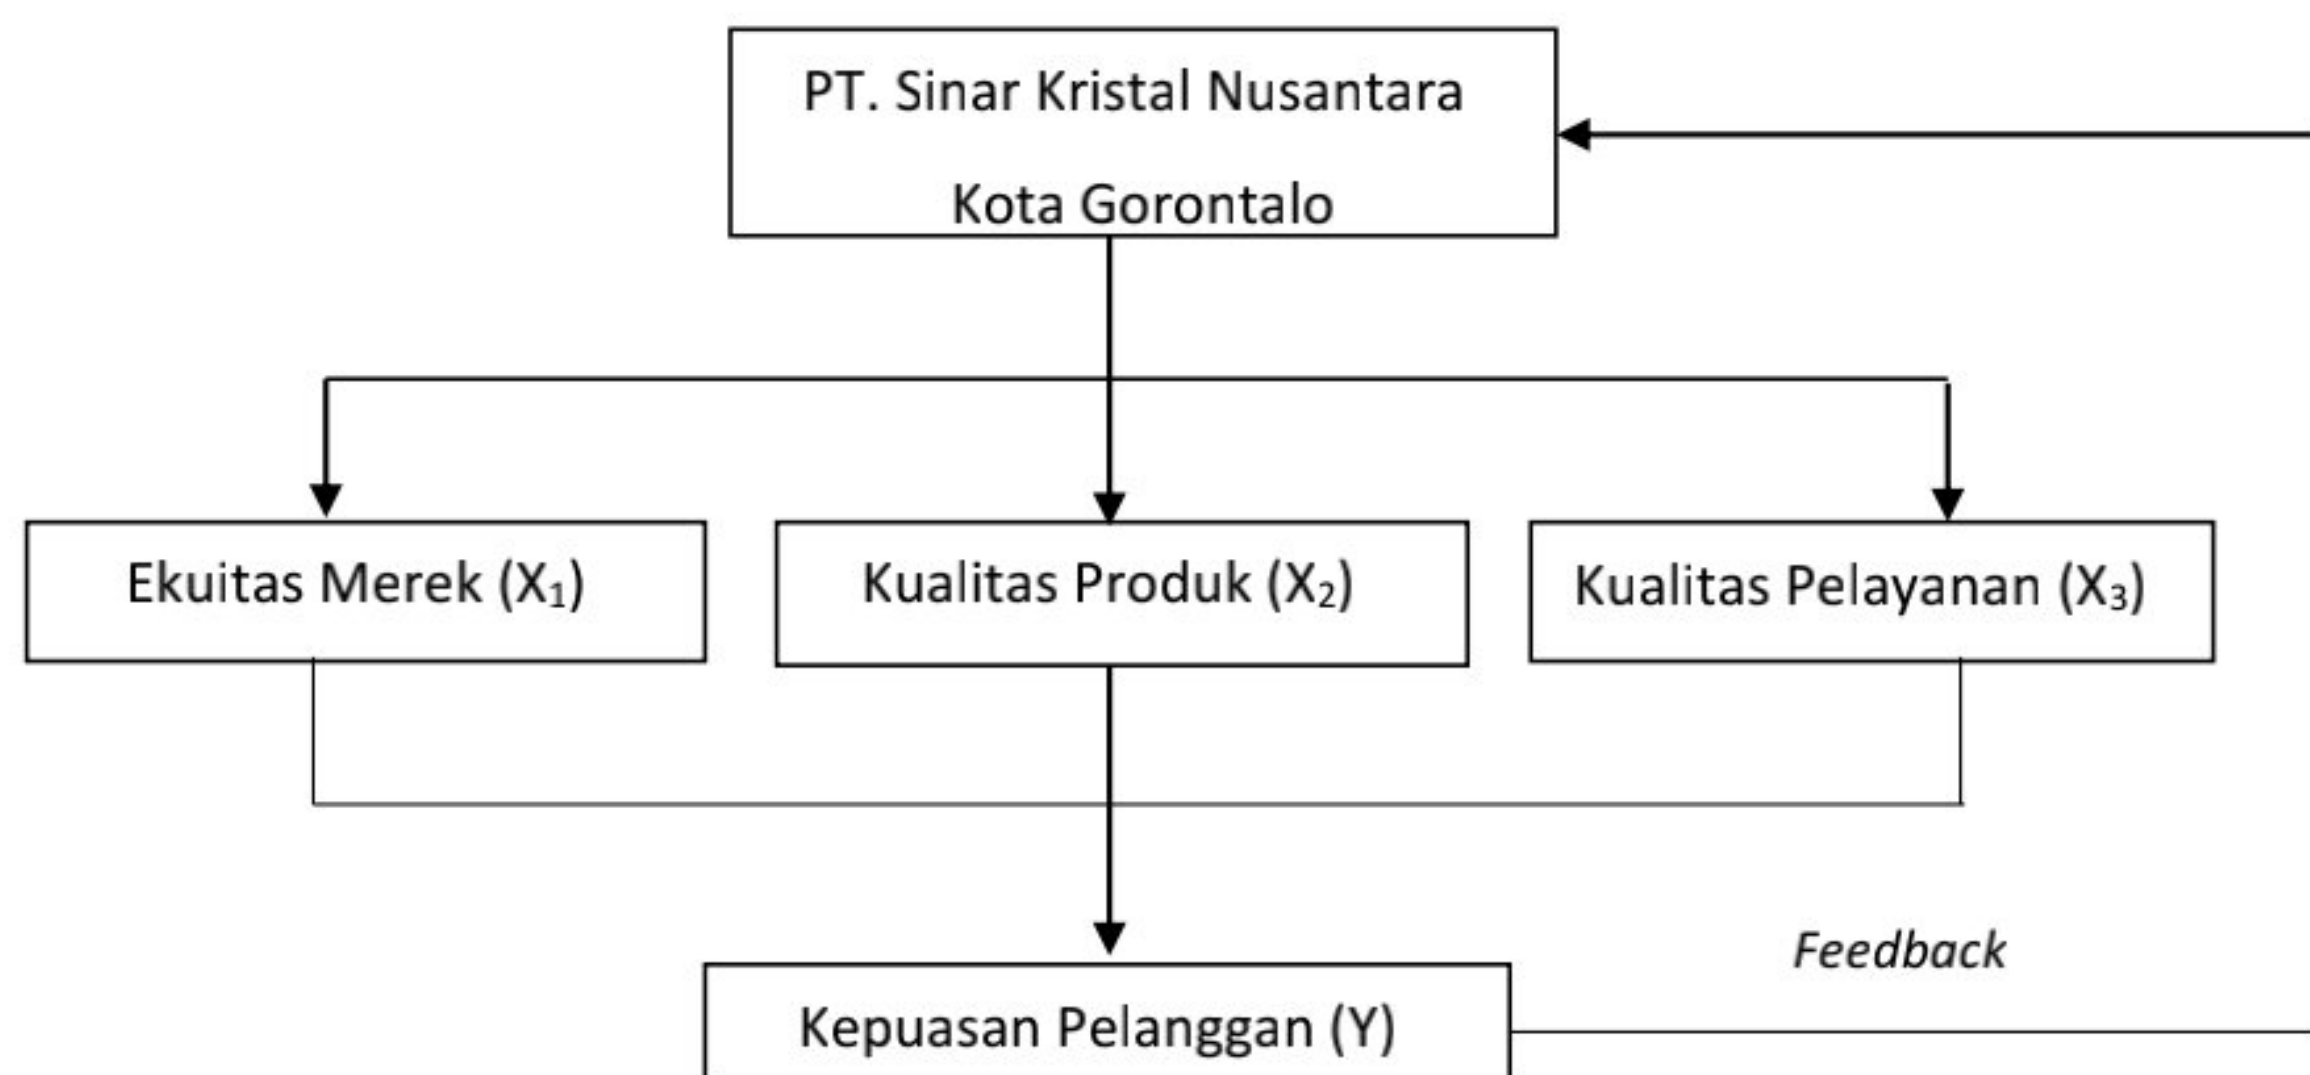 PT. Sinar Kristal Nusantara
Kota Gorontalo
Ekuitas Merek (X₁)
Kualitas Produk (X₂)
Kualitas Pelayanan (X₃)
Feedback
Kepuasan Pelanggan (Y)